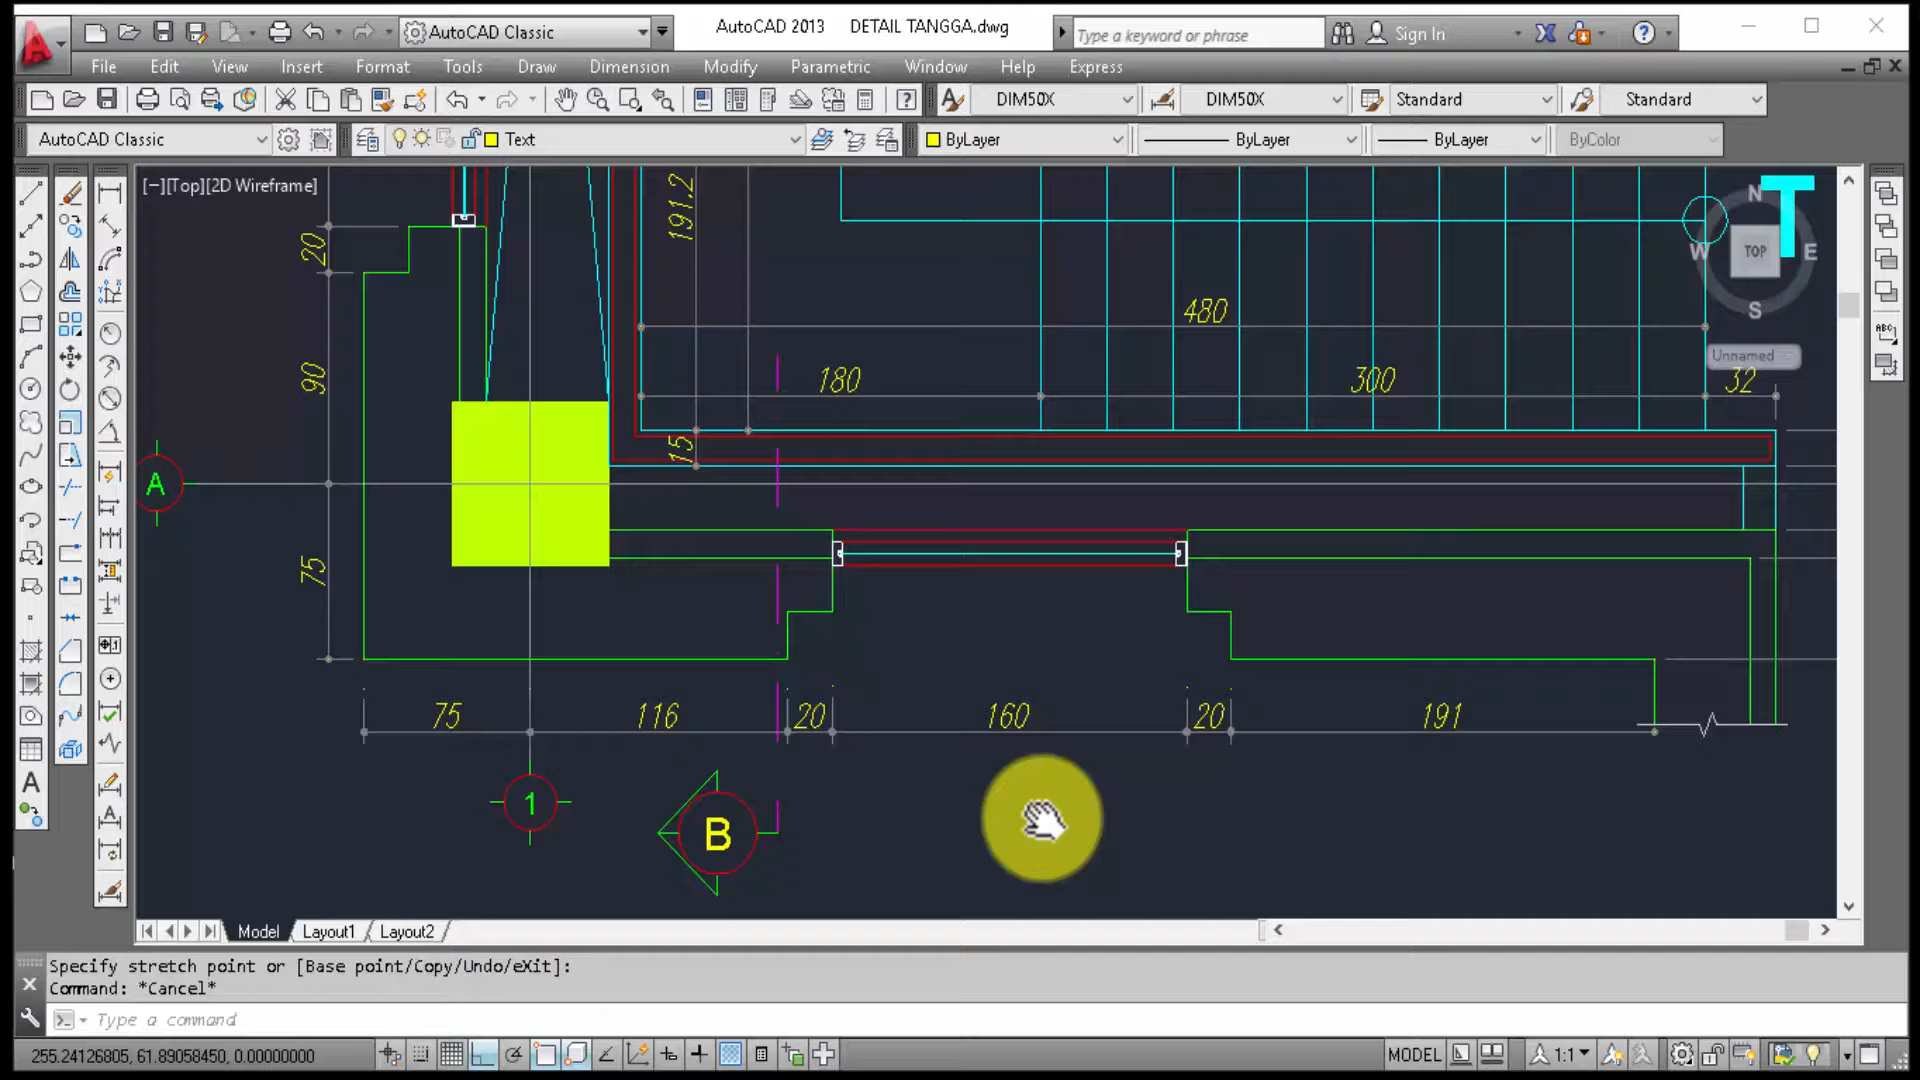 AutoCAD Classic
AutoCAD 2013 DETAIL TANGGA.dwg
Type a keyword or phrase
Sign In
File Edit View Insert Format Tools Draw Dimension Modify Parametric Window Help Express
DIM50X DIM50X Standard Standard
AutoCAD Classic Text ByLayer ByLayer ByLayer ByColor
[−][Top][2D Wireframe]
N
T
W
TOP
E
S
Unnamed
20
191.2
480
90
180
300
32
15
A
75
75 116 20 160 20 191
1
B
Model Layout1 Layout2
Specify stretch point or [Base point/Copy/Undo/eXit]:
Command: *Cancel*
Type a command
255.24126805, 61.89058450, 0.00000000
MODEL
1:1